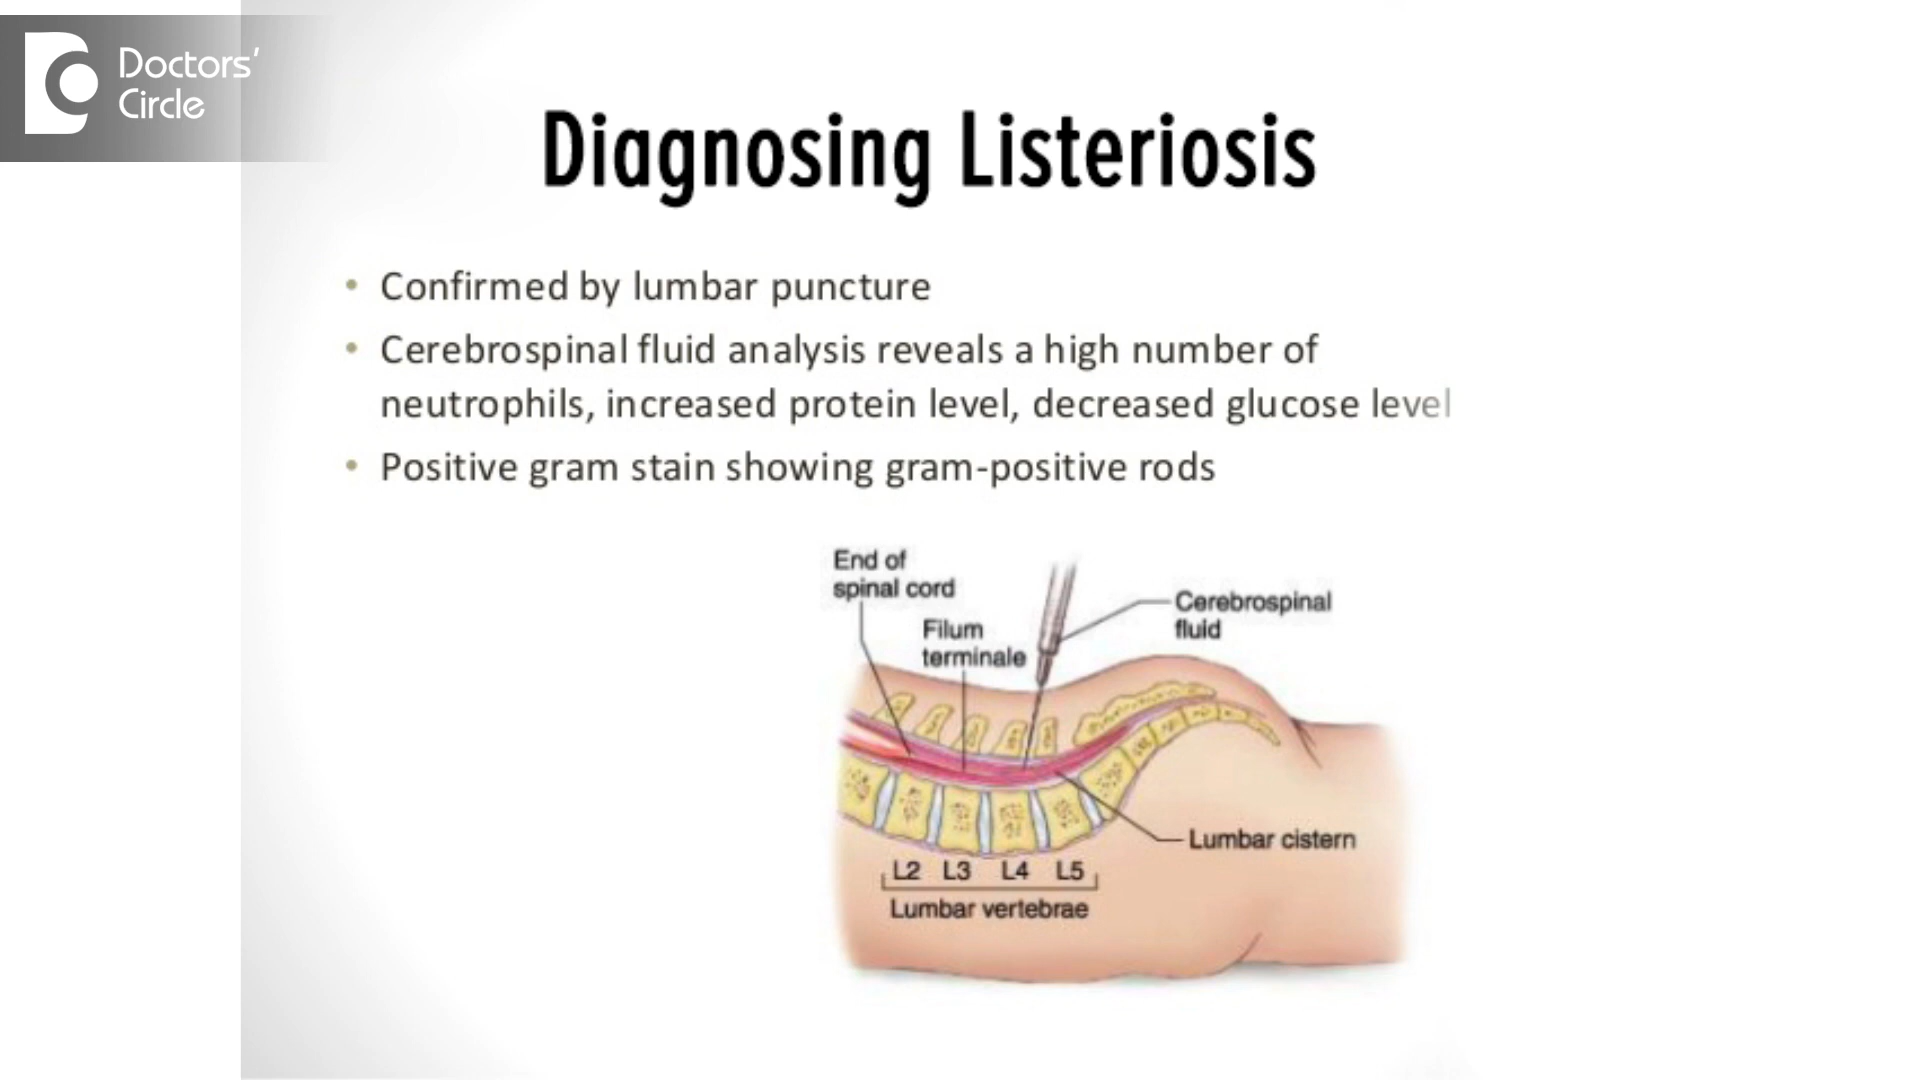 Doctors'
Circle
Diagnosing Listeriosis
• Confirmed by lumbar puncture
• Cerebrospinal fluid analysis reveals a high number of
neutrophils, increased protein level, decreased glucose level
• Positive gram stain showing gram-positive rods
End of
spinal cord
Filum
terminale
Cerebrospinal
fluid
Lumbar cistern
L2 L3 L4 L5
Lumbar vertebrae